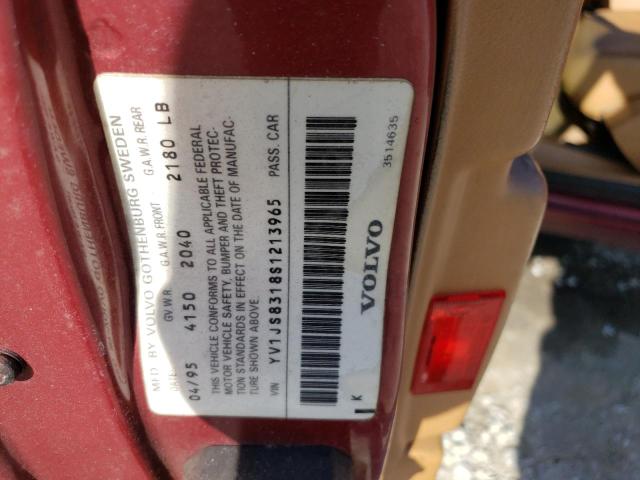 MFD. BY VOLVO GOTHENBURG SWEDEN
DATE G.V.W.R G.A.W.R.FRONT G.A.W.R.REAR
04/95 4150 2040 2180 LB
THIS VEHICLE CONFORMS TO ALL APPLICABLE FEDERAL
MOTOR VEHICLE SAFETY, BUMPER AND THEFT PROTEC-
TION STANDARDS IN EFFECT ON THE DATE OF MANUFAC-
TURE SHOWN ABOVE.
VIN YV1JS8318S1213965 PASS. CAR
VOLVO
K 3514635